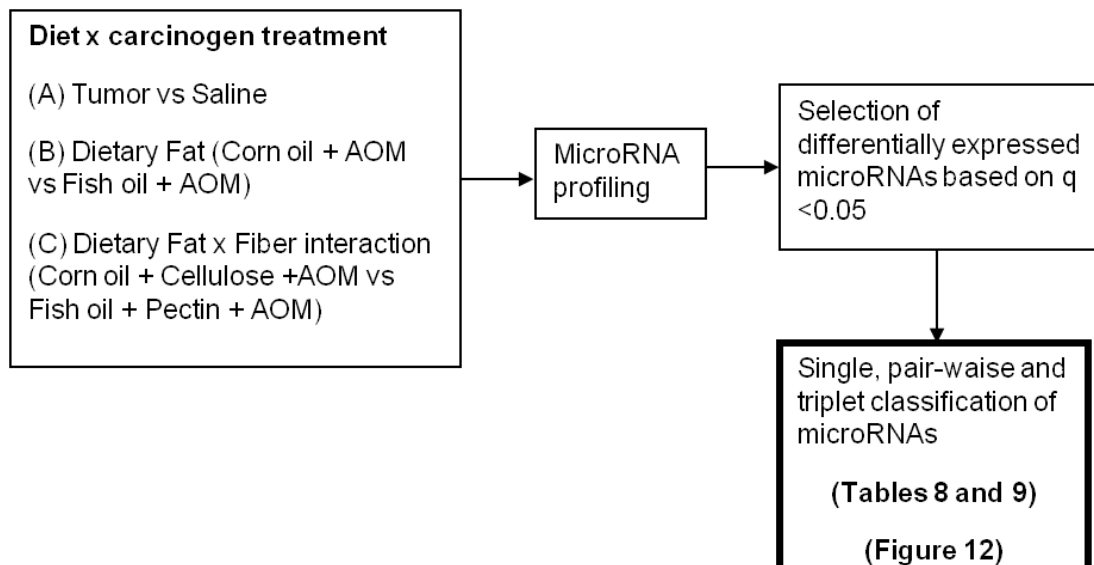 Diet x carcinogen treatment
(A) Tumor vs Saline
(B) Dietary Fat (Corn oil + AOM
vs Fish oil + AOM)
(C) Dietary Fat x Fiber interaction
(Corn oil + Cellulose +AOM vs
Fish oil + Pectin + AOM)
MicroRNA
profiling
Selection of
differentially expressed
microRNAs based on q
<0.05
Single, pair-waise and
triplet classification of
microRNAs
(Tables 8 and 9)
(Figure 12)